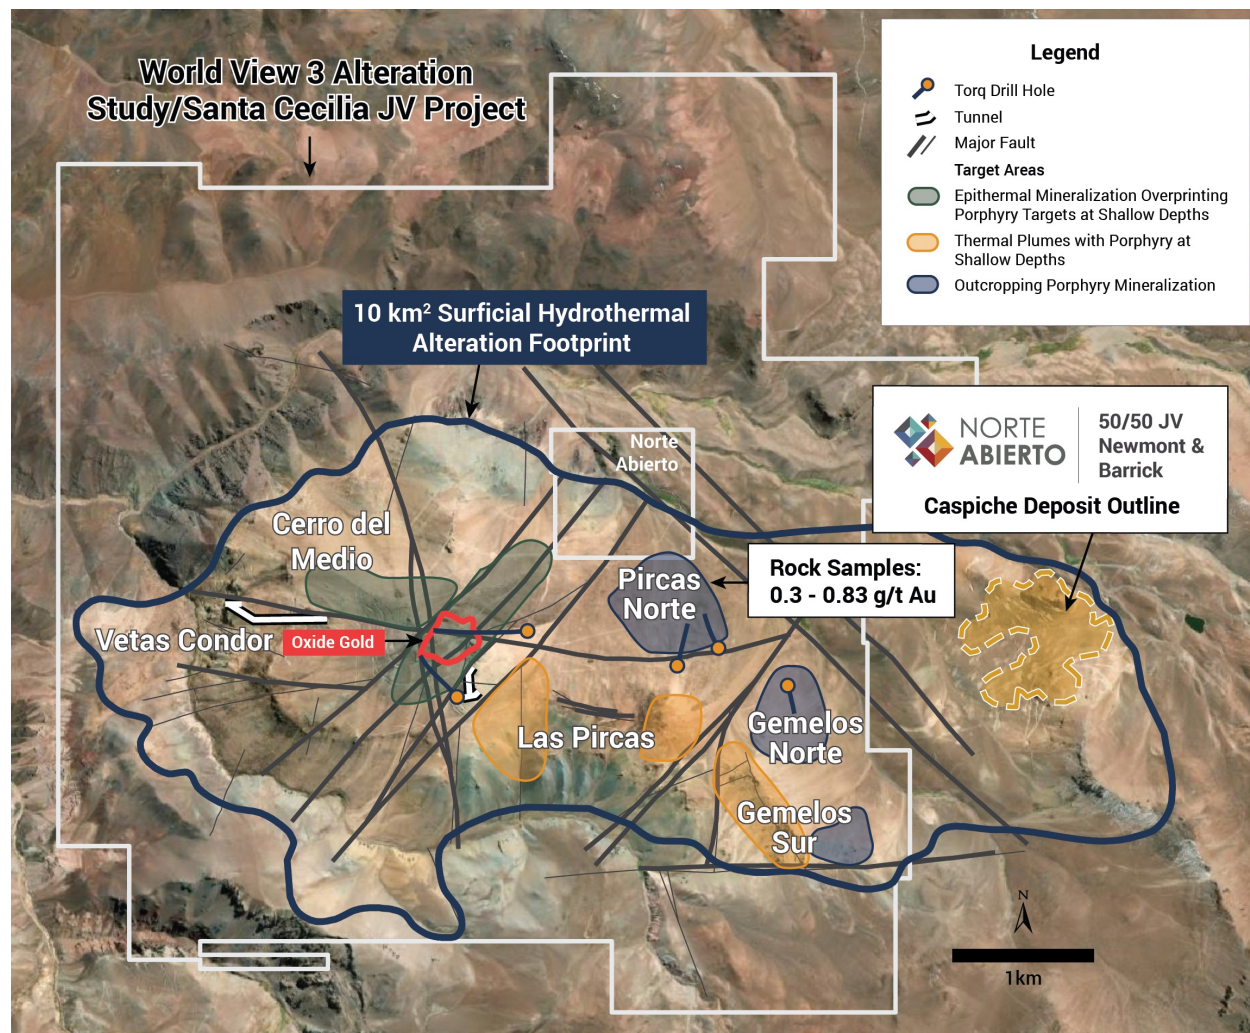 World View 3 Alteration
Study/Santa Cecilia JV Project
Legend
Torq Drill Hole
Tunnel
Major Fault
Target Areas
Epithermal Mineralization Overprinting
Porphyry Targets at Shallow Depths
Thermal Plumes with Porphyry at
Shallow Depths
Outcropping Porphyry Mineralization
10 km² Surficial Hydrothermal
Alteration Footprint
NORTE
ABIERTO
50/50 JV
Newmont &
Barrick
Caspiche Deposit Outline
Norte
Abierto
Cerro del
Medio
Rock Samples:
0.3 - 0.83 g/t Au
Pircas
Norte
Vetas Condor
Oxide Gold
Las Pircas
Gemelos
Norte
Gemelos
Sur
N
1km